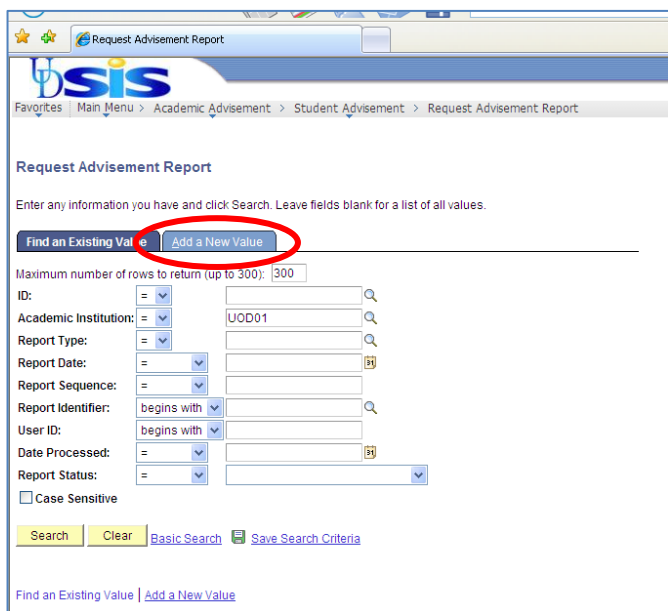 Request Advisement Report
UDSIS
Favorites | Main Menu > Academic Advisement > Student Advisement > Request Advisement Report
Request Advisement Report
Enter any information you have and click Search. Leave fields blank for a list of all values.
Find an Existing Value Add a New Value
Maximum number of rows to return (up to 300): 300
ID: =
Academic Institution: = UOD01
Report Type: =
Report Date: = 31
Report Sequence: =
Report Identifier: begins with
User ID: begins with
Date Processed: = 31
Report Status: =
Case Sensitive
Search Clear Basic Search Save Search Criteria
Find an Existing Value | Add a New Value